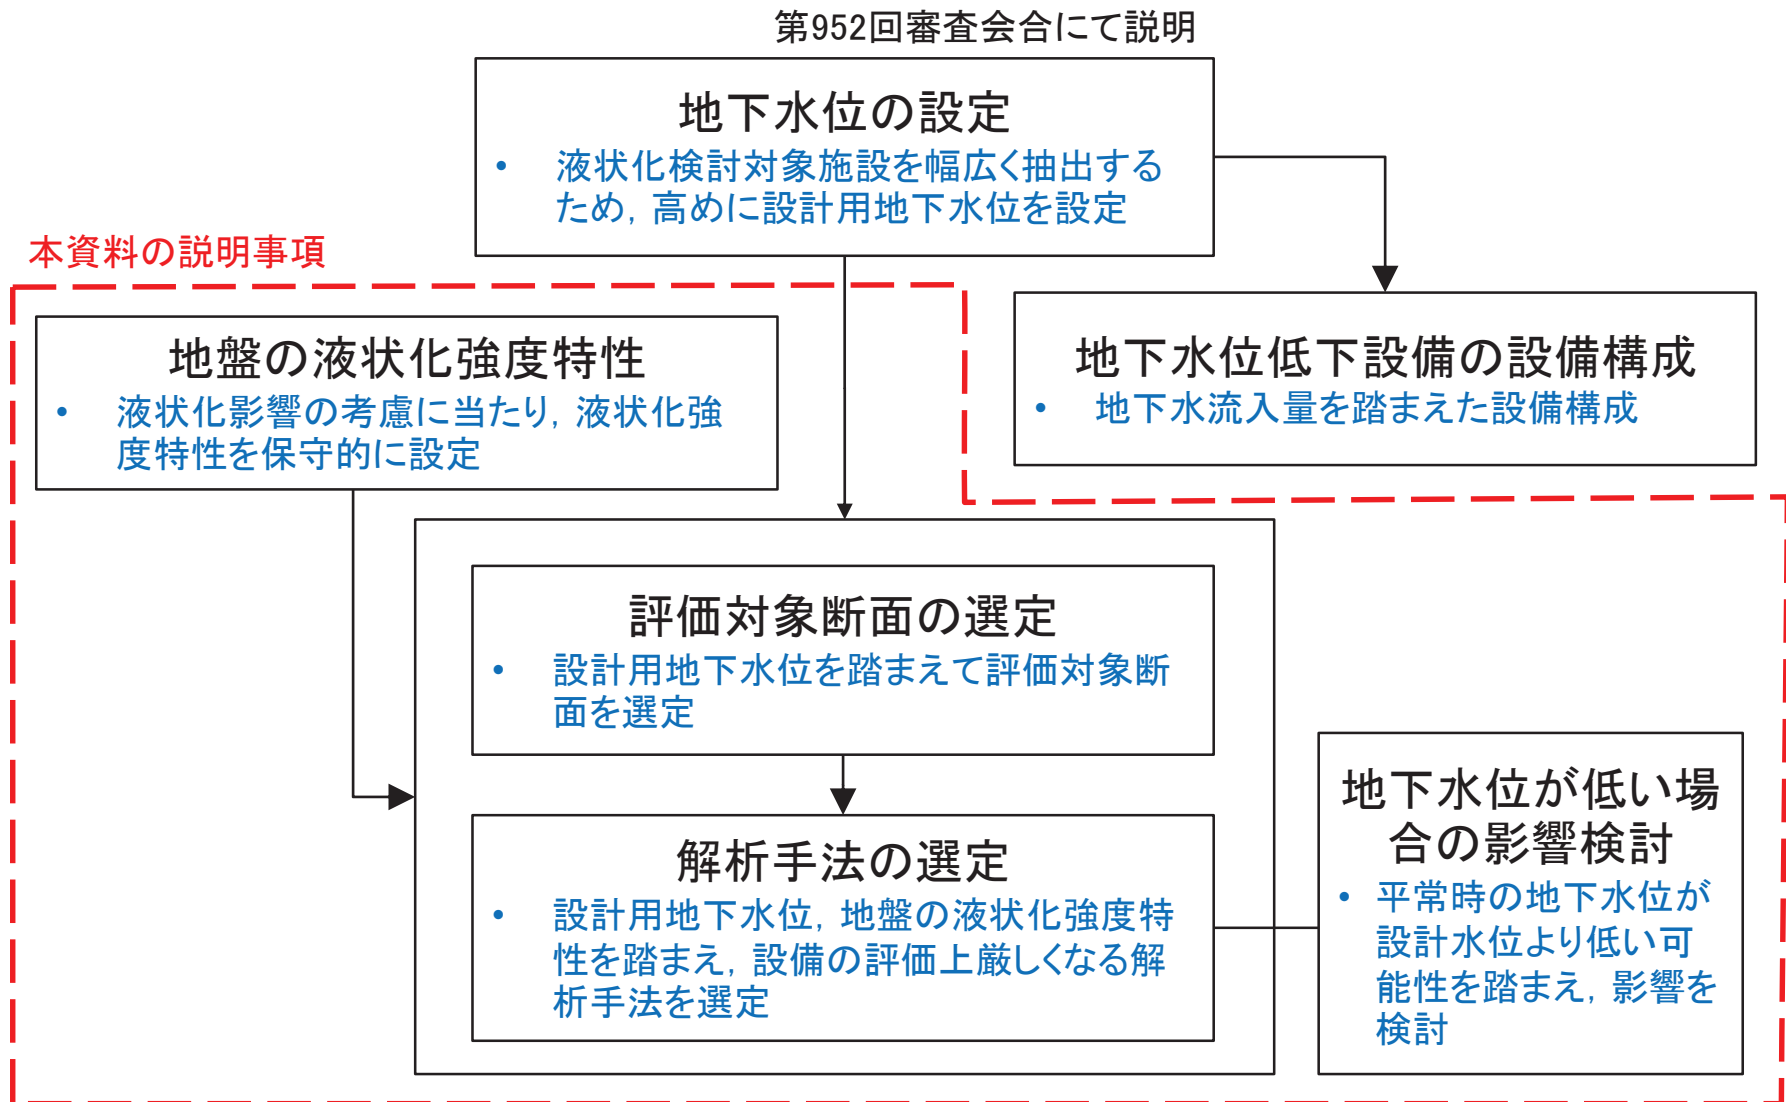 第952回審査会合にて説明
地下水位の設定
• 液状化検討対象施設を幅広く抽出する
ため，高めに設計用地下水位を設定
本資料の説明事項
地盤の液状化強度特性
• 液状化影響の考慮に当たり，液状化強
度特性を保守的に設定
地下水位低下設備の設備構成
• 地下水流入量を踏まえた設備構成
評価対象断面の選定
• 設計用地下水位を踏まえて評価対象断
面を選定
解析手法の選定
• 設計用地下水位，地盤の液状化強度特
性を踏まえ，設備の評価上厳しくなる解
析手法を選定
地下水位が低い場
合の影響検討
• 平常時の地下水位が
設計水位より低い可
能性を踏まえ，影響を
検討